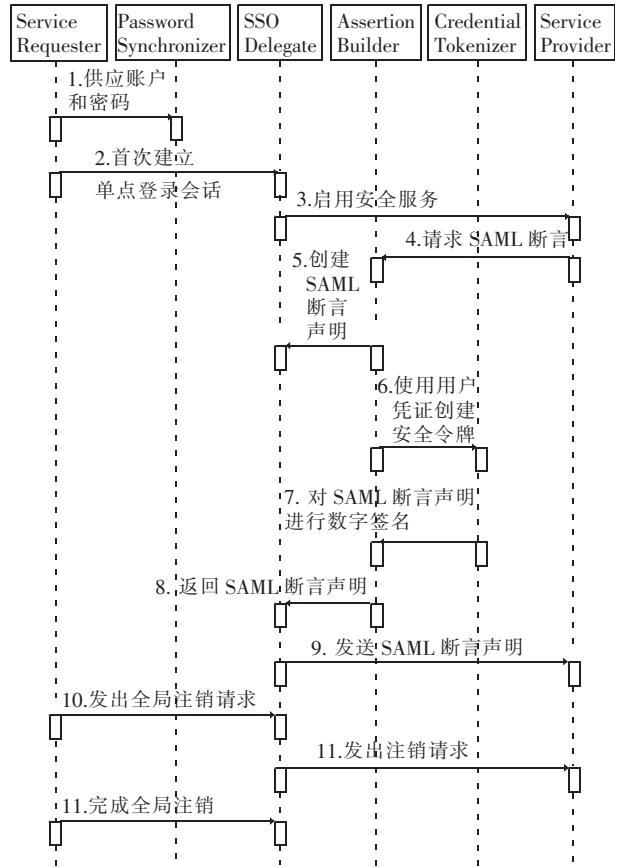 Service Requester
Password Synchronizer
SSO Delegate
Assertion Builder
Credential Tokenizer
Service Provider
1.供应账户
和密码
2.首次建立
单点登录会话
3.启用安全服务
4.请求 SAML 断言
5.创建
SAML
断言
声明
6.使用用户
凭证创建
安全令牌
7. 对 SAML 断言声明
进行数字签名
8. 返回 SAML 断言声明
9. 发送 SAML 断言声明
10.发出全局注销请求
11.发出注销请求
11.完成全局注销